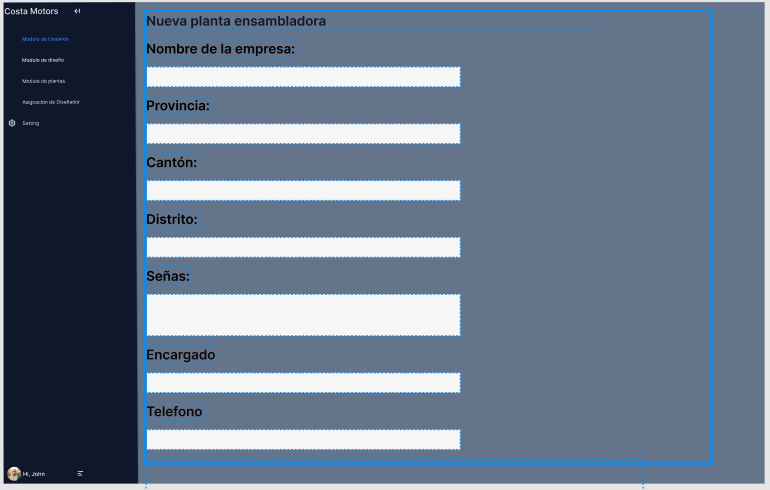 Costa Motors
Modulo de Usuarios
Modulo de diseño
Modulo de plantas
Asignación de Diseñador
Setting
Hi, John
Nueva planta ensambladora
Nombre de la empresa:
Provincia:
Cantón:
Distrito:
Señas:
Encargado
Telefono